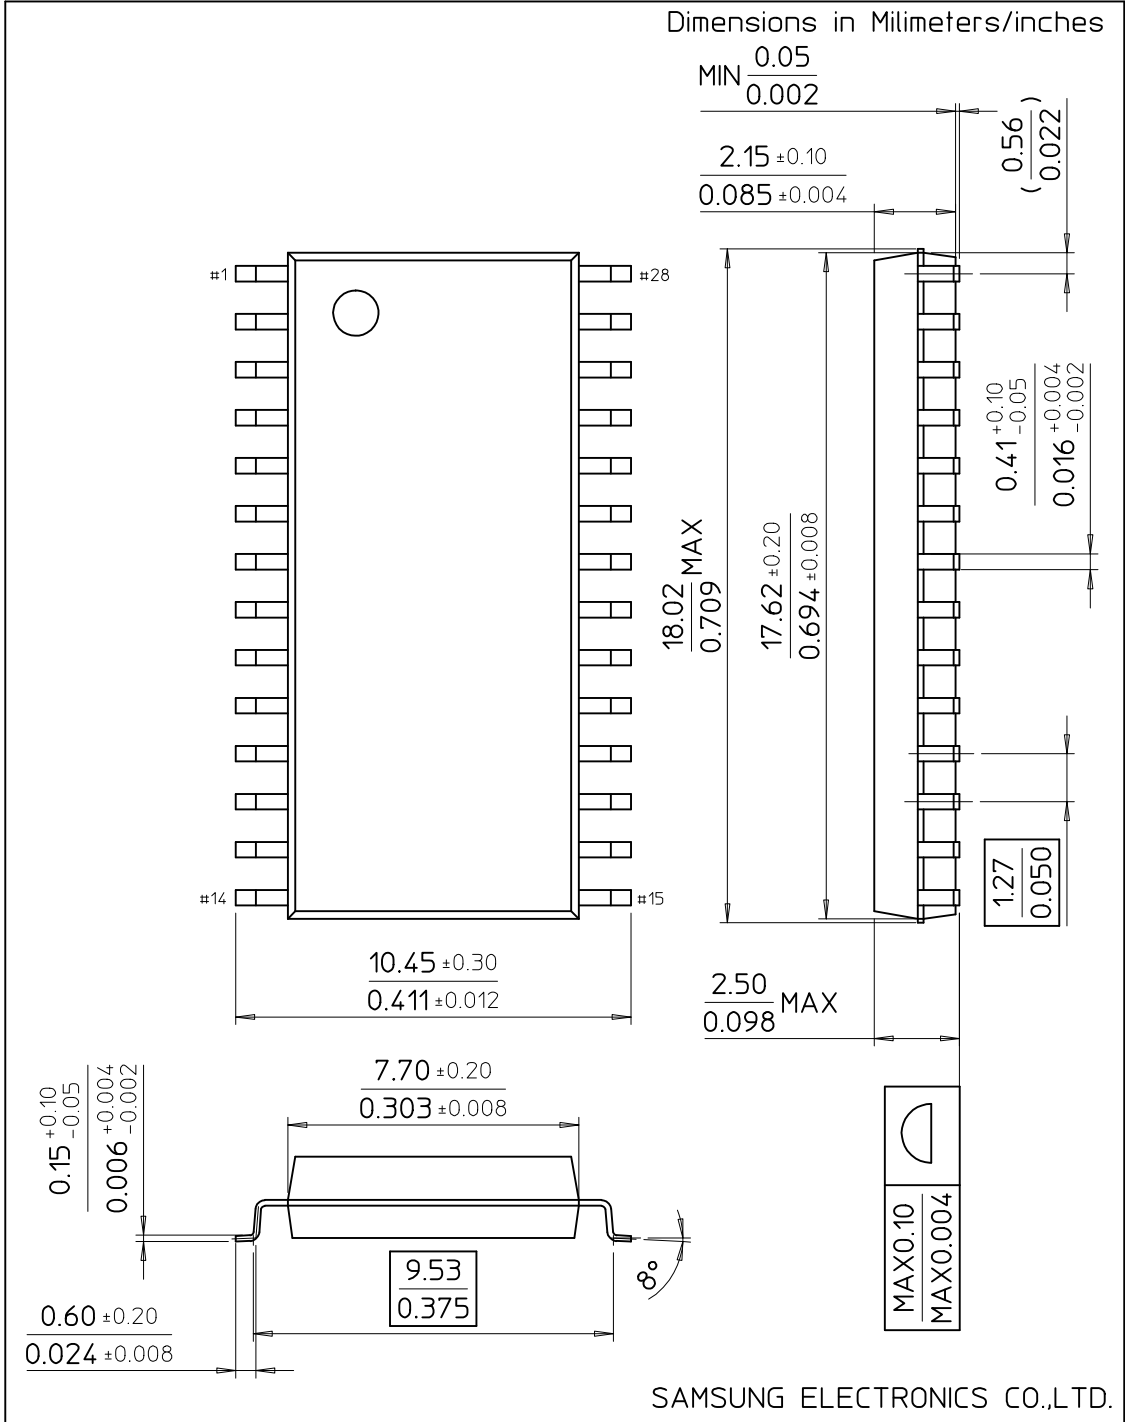 Dimensions in Milimeters/inches
MIN 0.05
0.002
0.56
( 0.022 )
2.15 ±0.10
0.085 ±0.004
#1
#28
0.41 +0.10 -0.05
0.016 +0.004 -0.002
18.02 MAX
0.709
17.62 ±0.20
0.694 ±0.008
1.27
0.050
#14
#15
10.45 ±0.30
0.411 ±0.012
2.50 MAX
0.098
0.15 +0.10 -0.05
0.006 +0.004 -0.002
7.70 ±0.20
0.303 ±0.008
MAX0.10
MAX0.004
9.53
0.375
8°
0.60 ±0.20
0.024 ±0.008
SAMSUNG ELECTRONICS CO.,LTD.